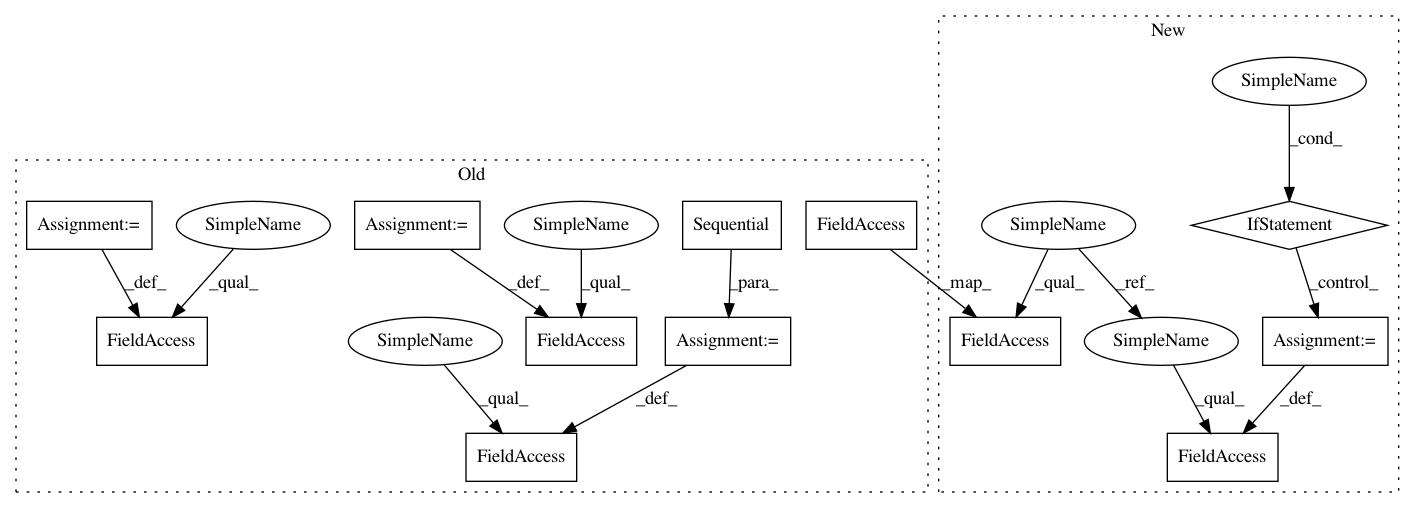 New
SimpleName
_cond_
Old
Assignment:=
SimpleName
Assignment:=
SimpleName
Sequential
FieldAccess
SimpleName
IfStatement
_def_
_qual_
_def_
_qual_
_para_
_map_
_qual_
_ref_
_control_
FieldAccess
SimpleName
FieldAccess
Assignment:=
FieldAccess
SimpleName
Assignment:=
_qual_
_def_
_qual_
_def_
FieldAccess
FieldAccess